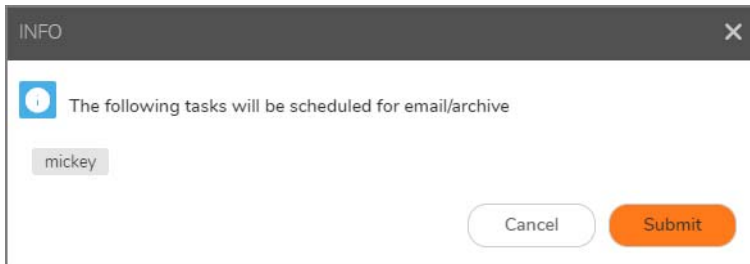 INFO
The following tasks will be scheduled for email/archive
mickey
Cancel Submit